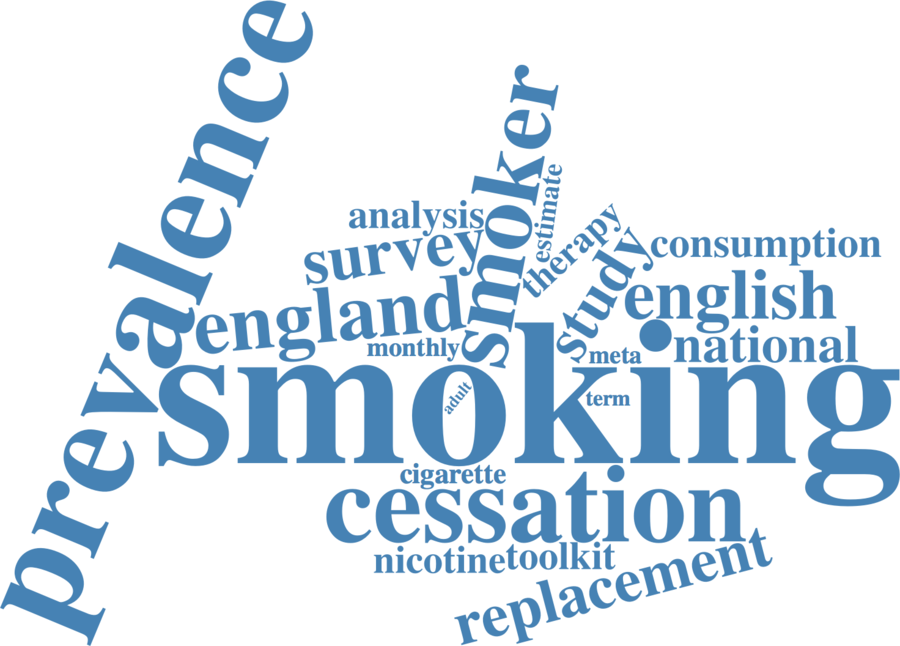 prevalence
smoker
estimate
analysis
therapy
survey
study
consumption
england
english
monthly
meta
national
smoking
adult
term
cigarette
cessation
nicotine
toolkit
replacement